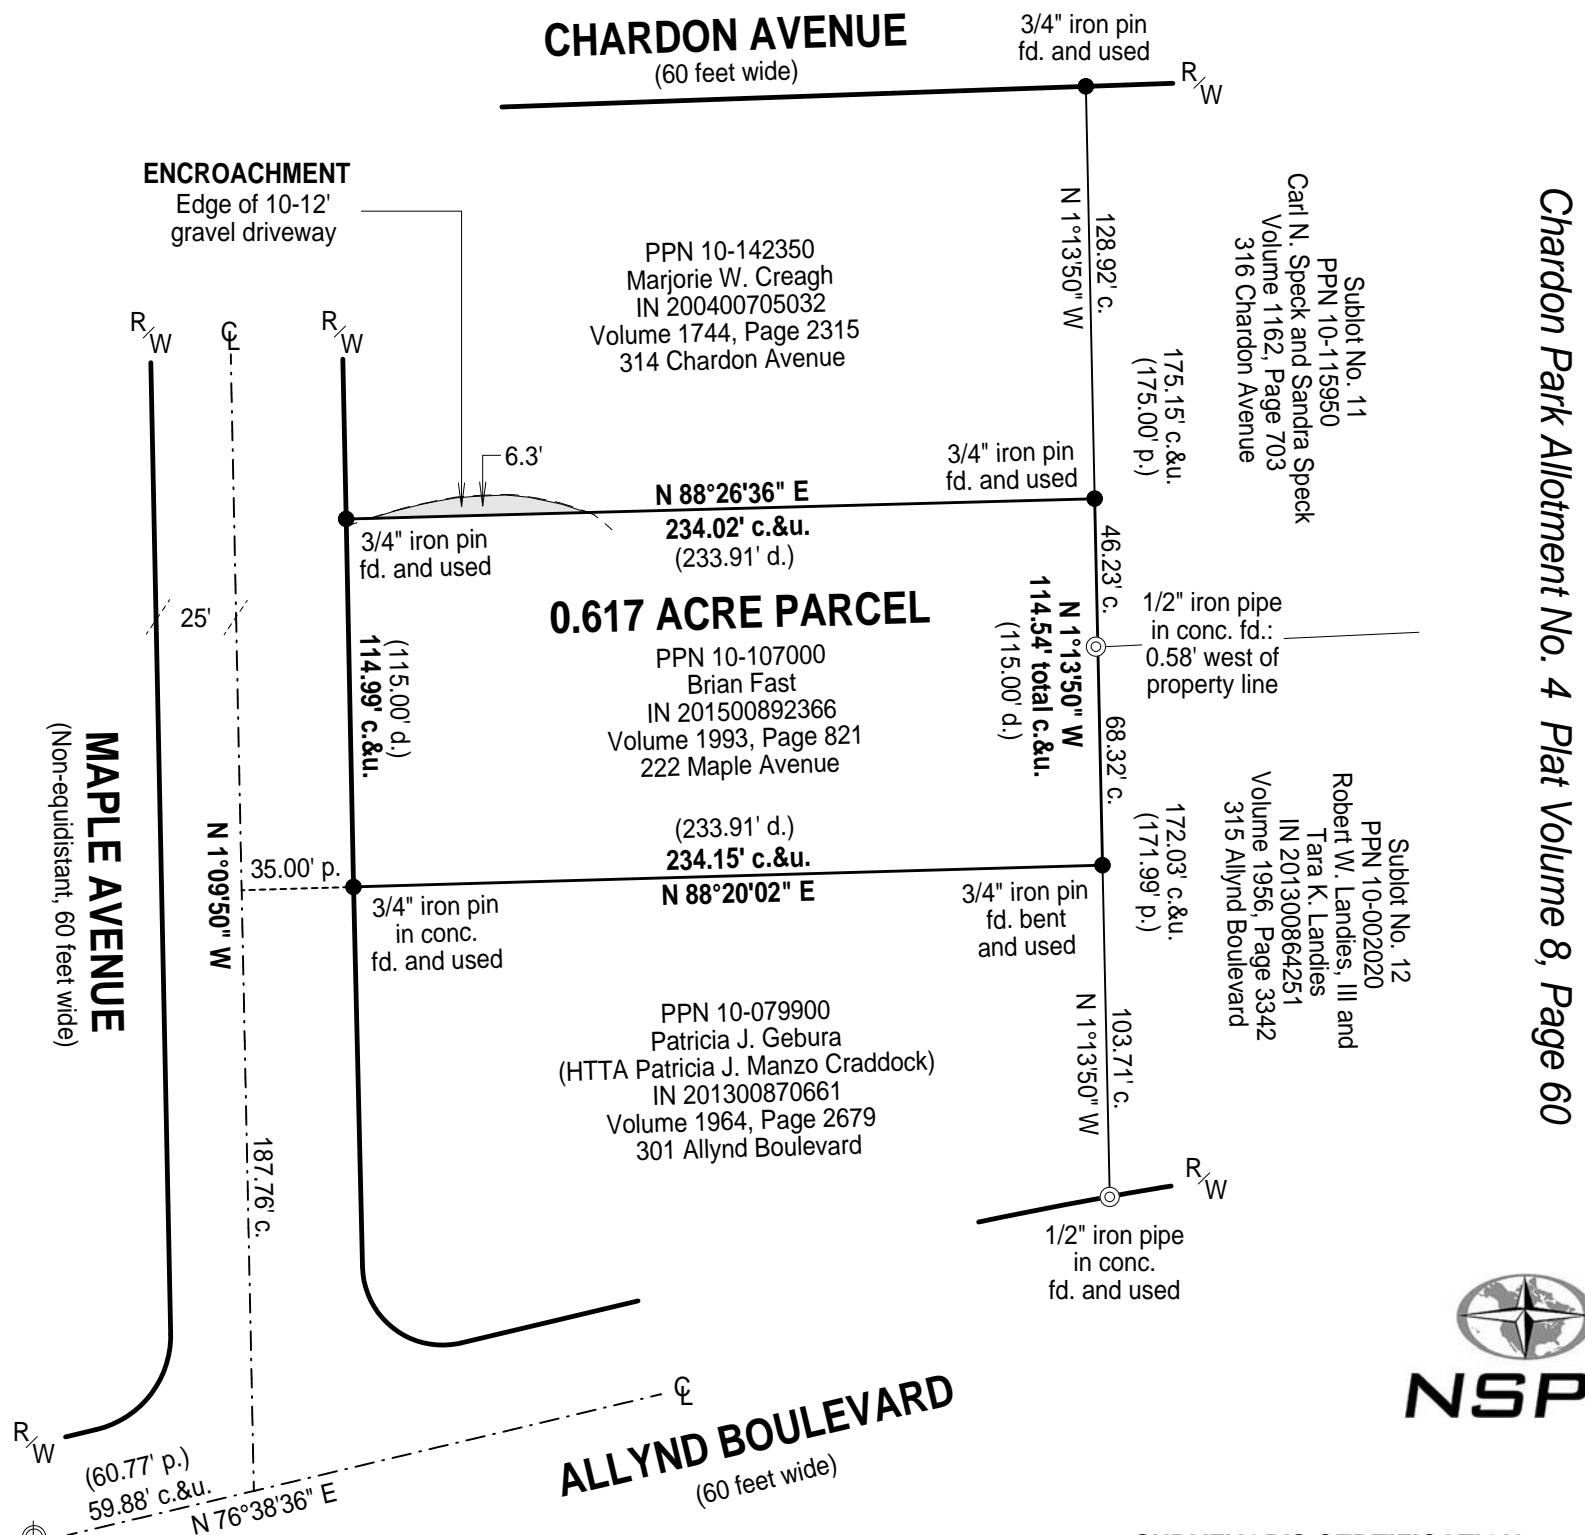 CHARDON AVENUE
(60 feet wide)
3/4" iron pin
fd. and used
R/W
ENCROACHMENT
Edge of 10-12'
gravel driveway
PPN 10-142350
Marjorie W. Creagh
IN 200400705032
Volume 1744, Page 2315
314 Chardon Avenue
128.92' c.
N 1°13'50" W
175.15' c.&u.
(175.00' p.)
Sublot No. 11
PPN 10-115950
Carl N. Speck and Sandra Speck
Volume 1162, Page 703
316 Chardon Avenue
Chardon Park Allotment No. 4 Plat Volume 8, Page 60
R/W
CL
R/W
6.3'
3/4" iron pin
fd. and used
N 88°26'36" E
234.02' c.&u.
(233.91' d.)
3/4" iron pin
fd. and used
25'
0.617 ACRE PARCEL
PPN 10-107000
Brian Fast
IN 201500892366
Volume 1993, Page 821
222 Maple Avenue
(115.00' d.)
114.99' c.&u.
46.23' c.
N 1°13'50" W
114.54' total c.&u.
(115.00' d.)
1/2" iron pipe
in conc. fd.:
0.58' west of
property line
68.32' c.
MAPLE AVENUE
(Non-equidistant, 60 feet wide)
N 1°09'50" W
35.00' p.
(233.91' d.)
234.15' c.&u.
N 88°20'02" E
3/4" iron pin
in conc.
fd. and used
3/4" iron pin
fd. bent
and used
172.03' c.&u.
(171.99' p.)
Sublot No. 12
PPN 10-002020
Robert W. Landies, III and
Tara K. Landies
IN 201300864251
Volume 1956, Page 3342
315 Allynd Boulevard
PPN 10-079900
Patricia J. Gebura
(HTTA Patricia J. Manzo Craddock)
IN 201300870661
Volume 1964, Page 2679
301 Allynd Boulevard
103.71' c.
N 1°13'50" W
187.76' c.
R/W
1/2" iron pipe
in conc.
fd. and used
NSP
CL
ALLYND BOULEVARD
(60 feet wide)
R/W
(60.77' p.)
59.88' c.&u.
N 76°38'36" E